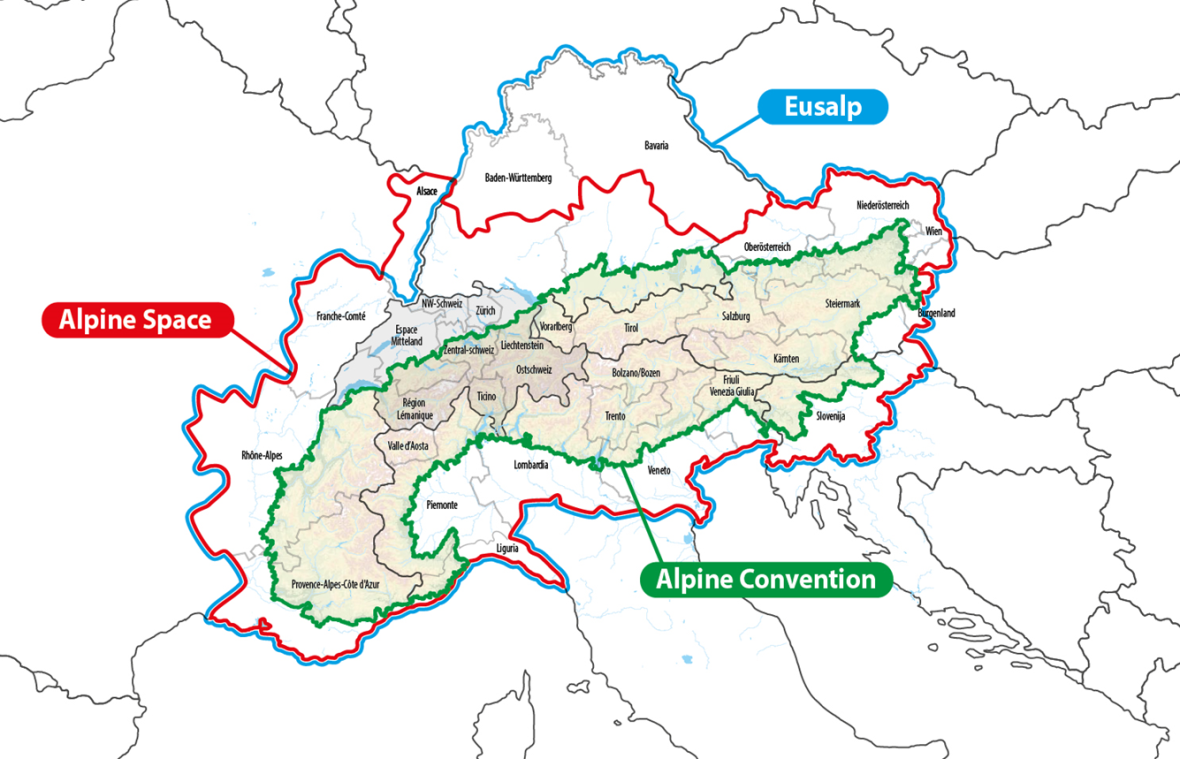 Eusalp
Bavaria
Baden-Württemberg
Alsace
Niederösterreich
Wien
Oberösterreich
Alpine Space
Franche-Comté
NW-Schweiz
Zürich
Espace
Mitteland
Vorarlberg
Tirol
Salzburg
Steiermark
Burgenland
Zentral-schweiz
Liechtenstein
Ostschweiz
Kärnten
Bolzano/Bozen
Friuli
Venezia Giulia
Région
Lémanique
Ticino
Trento
Slovenija
Valle d'Aosta
Rhône-Alpes
Lombardia
Veneto
Piemonte
Liguria
Alpine Convention
Provence-Alpes-Côte d'Azur